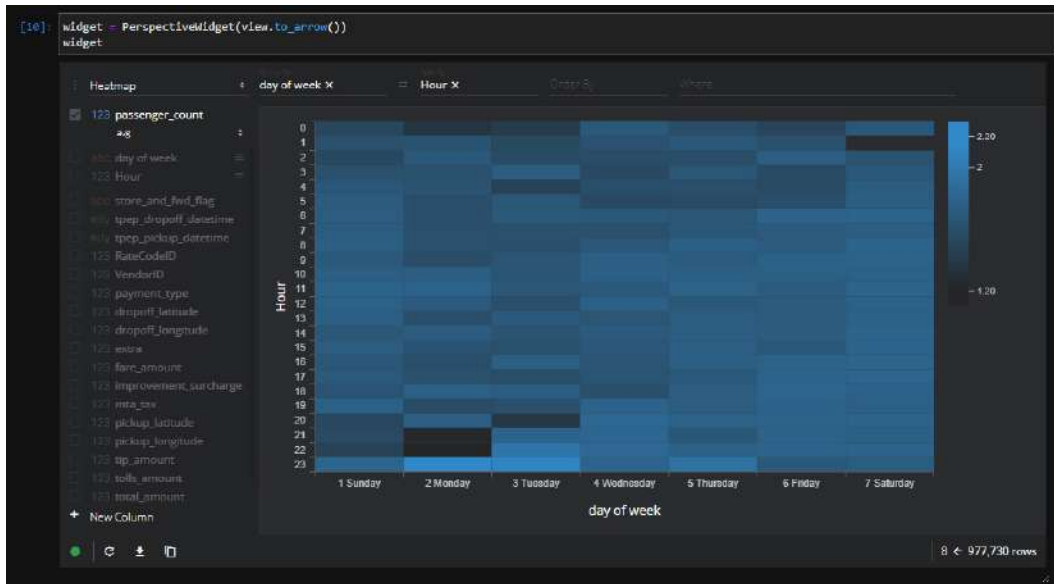 [10]: widget = PerspectiveWidget(view.to_arrow())
widget
Heatmap
day of week ×
Hour ×
Order By
Where
123 passenger_count
avg
abc day of week
123 Hour
store_and_fwd_flag
tpep_dropoff_datetime
tpep_pickup_datetime
123 RateCodeID
123 VendorID
123 payment_type
123 dropoff_latitude
123 dropoff_longitude
123 extra
123 fare_amount
123 improvement_surcharge
123 mta_tax
123 pickup_latitude
123 pickup_longitude
123 tip_amount
123 tolls_amount
123 total_amount
+ New Column
Hour
0
1
2
3
4
5
6
7
8
9
10
11
12
13
14
15
16
17
18
19
20
21
22
23
1 Sunday
2 Monday
3 Tuesday
4 Wednesday
5 Thursday
6 Friday
7 Saturday
day of week
2.20
2
1.20
8 ← 977,730 rows